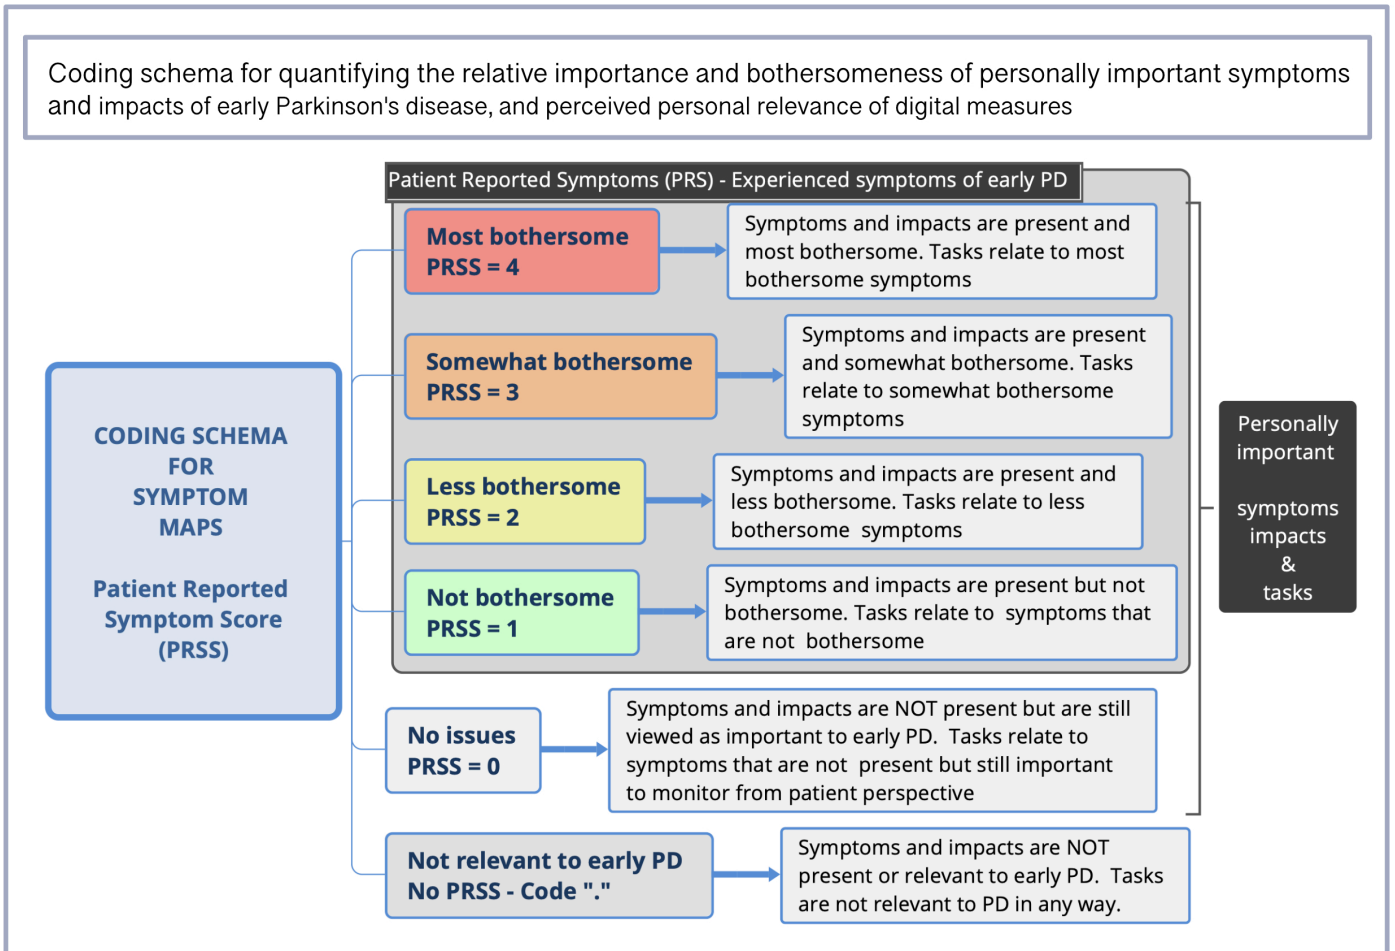 Coding schema for quantifying the relative importance and bothersomeness of personally important symptoms
and impacts of early Parkinson's disease, and perceived personal relevance of digital measures
Patient Reported Symptoms (PRS) - Experienced symptoms of early PD
Most bothersome
PRSS = 4
Symptoms and impacts are present and
most bothersome. Tasks relate to most
bothersome symptoms
Somewhat bothersome
PRSS = 3
Symptoms and impacts are present
and somewhat bothersome. Tasks
relate to somewhat bothersome
symptoms
CODING SCHEMA
FOR
SYMPTOM
MAPS
Patient Reported
Symptom Score
(PRSS)
Less bothersome
PRSS = 2
Symptoms and impacts are present and
less bothersome. Tasks relate to less
bothersome  symptoms
Not bothersome
PRSS = 1
Symptoms and impacts are present but not
bothersome. Tasks relate to  symptoms that
are not  bothersome
Personally
important
symptoms
impacts
&
tasks
No issues
PRSS = 0
Symptoms and impacts are NOT present but are still
viewed as important to early PD.  Tasks relate to
symptoms that are not  present but still important
to monitor from patient perspective
Not relevant to early PD
No PRSS - Code "."
Symptoms and impacts are NOT
present or relevant to early PD.  Tasks
are not relevant to PD in any way.